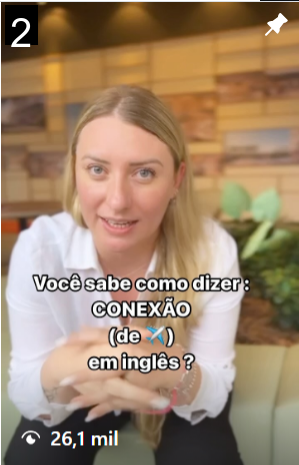 2
Você sabe como dizer :
CONEXÃO
(de ✈️)
em inglês ?
26,1 mil